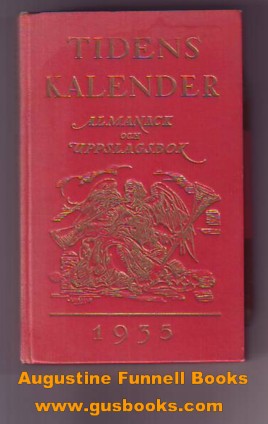 TIDENS
KALENDER
ALMANACK
OCH
UPPSLAGSBOK
1935
Augustine Funnell Books
www.gusbooks.com